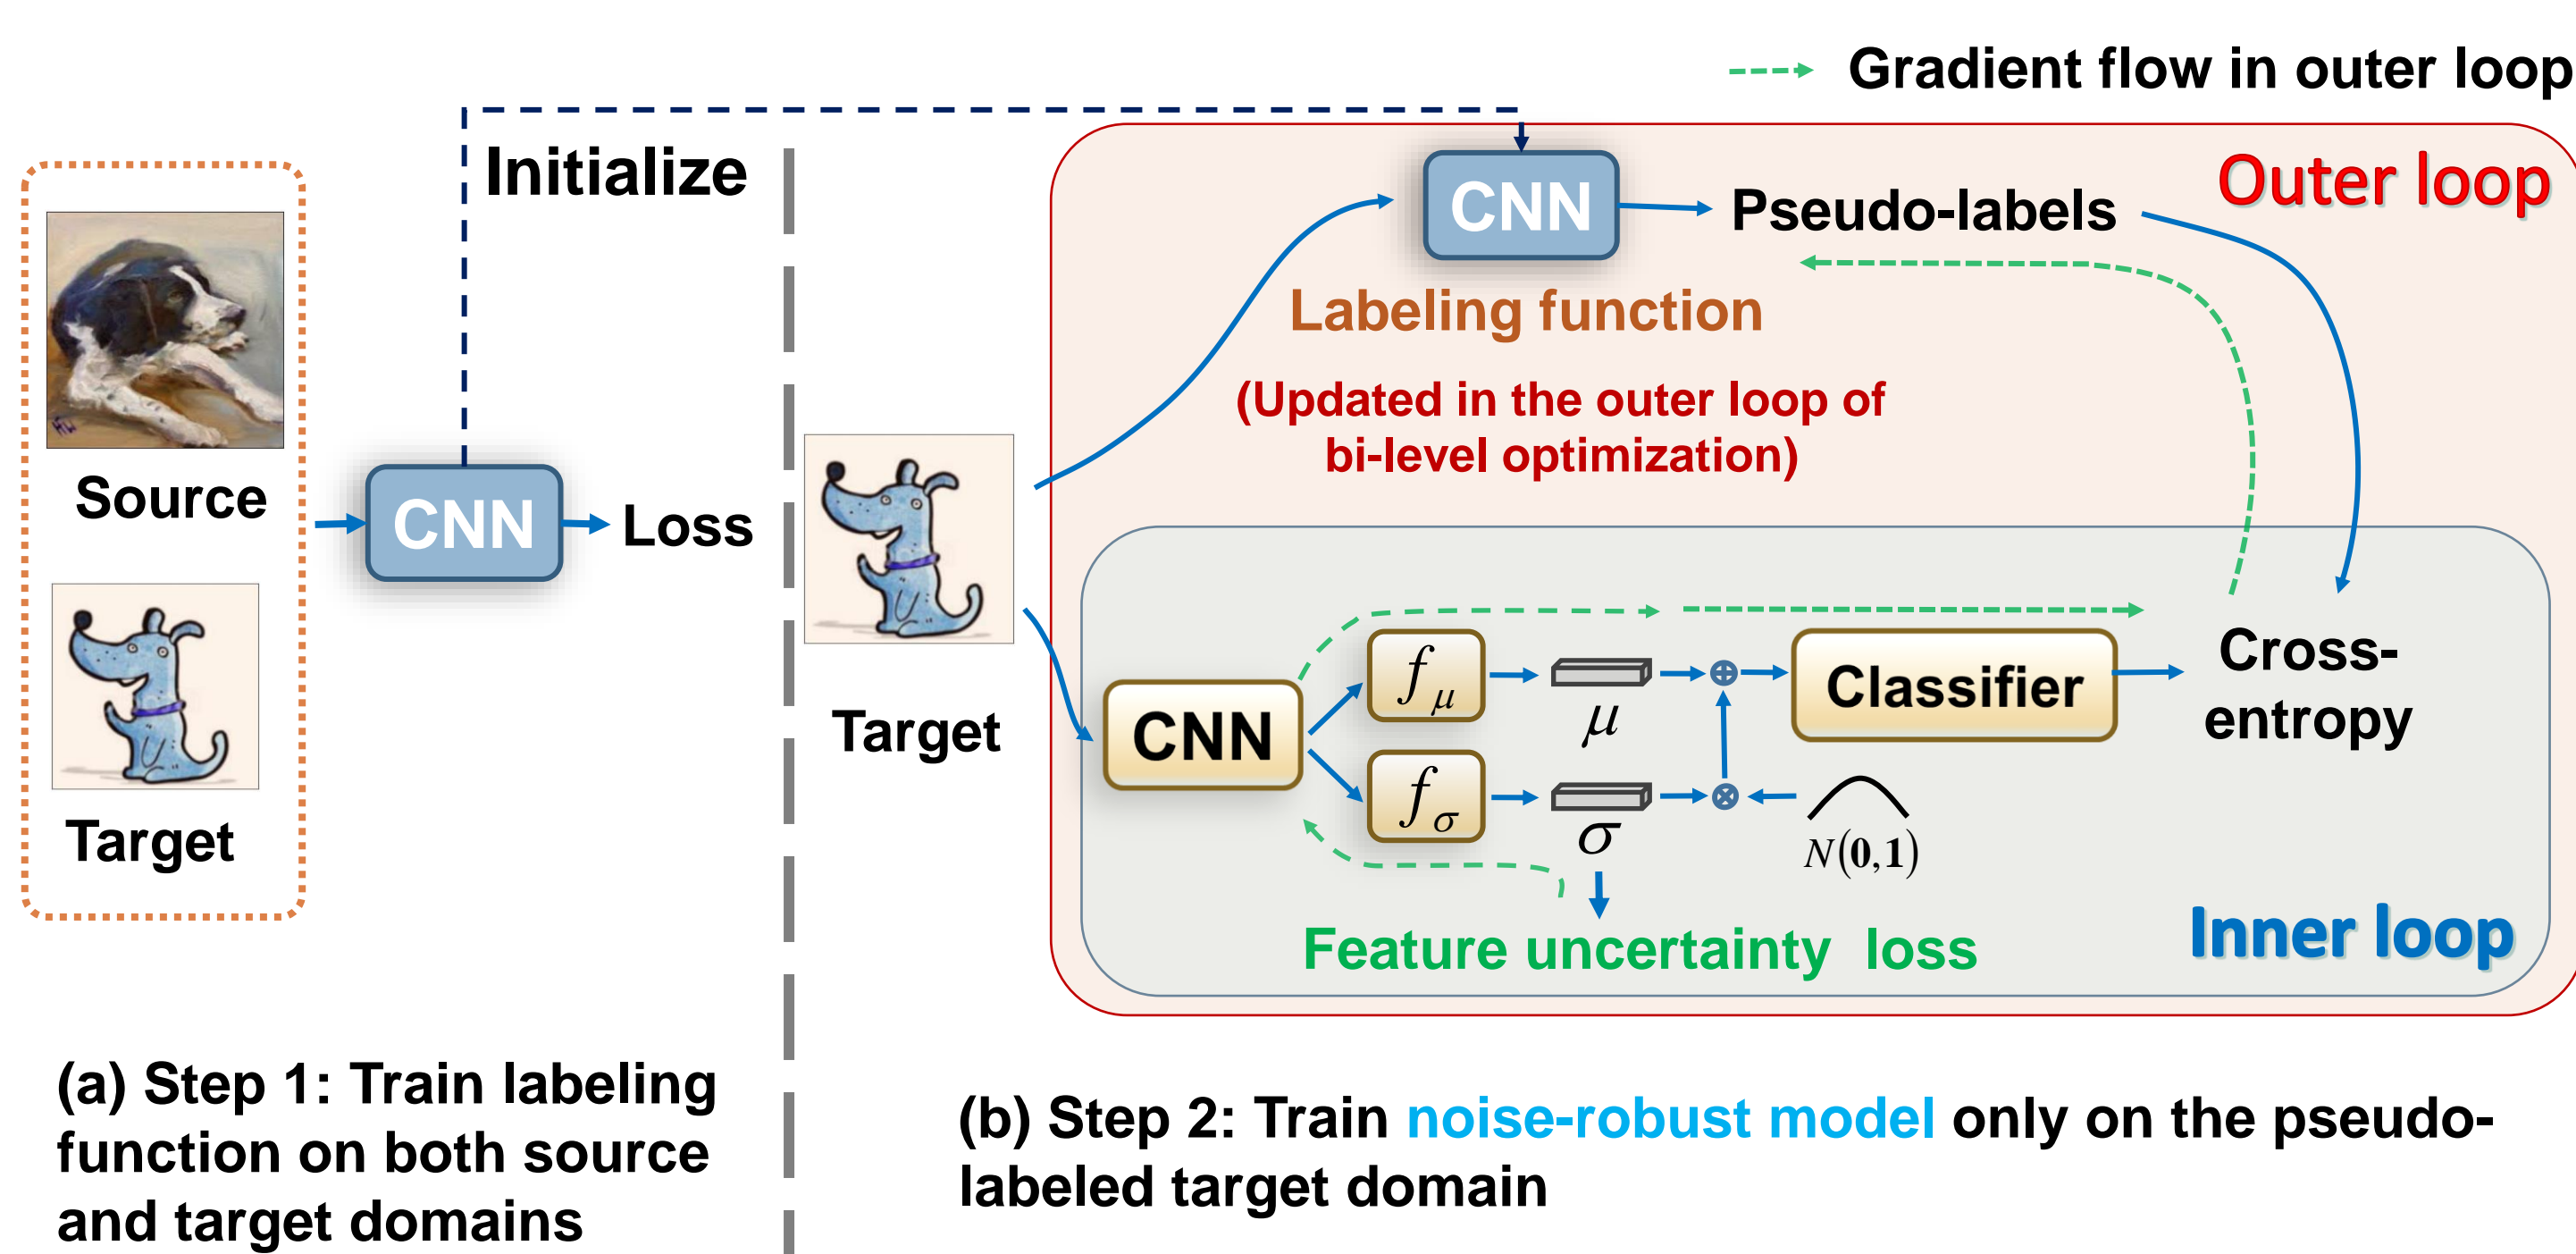 Gradient flow in outer loop
Initialize
Source
Target
CNN
Loss
(a) Step 1: Train labeling
function on both source
and target domains
Target
Outer loop
CNN
Pseudo-labels
Labeling function
(Updated in the outer loop of
bi-level optimization)
CNN
f_μ
μ
f_σ
σ
N(0,1)
Classifier
Cross-
entropy
Feature uncertainty loss
Inner loop
(b) Step 2: Train noise-robust model only on the pseudo-
labeled target domain